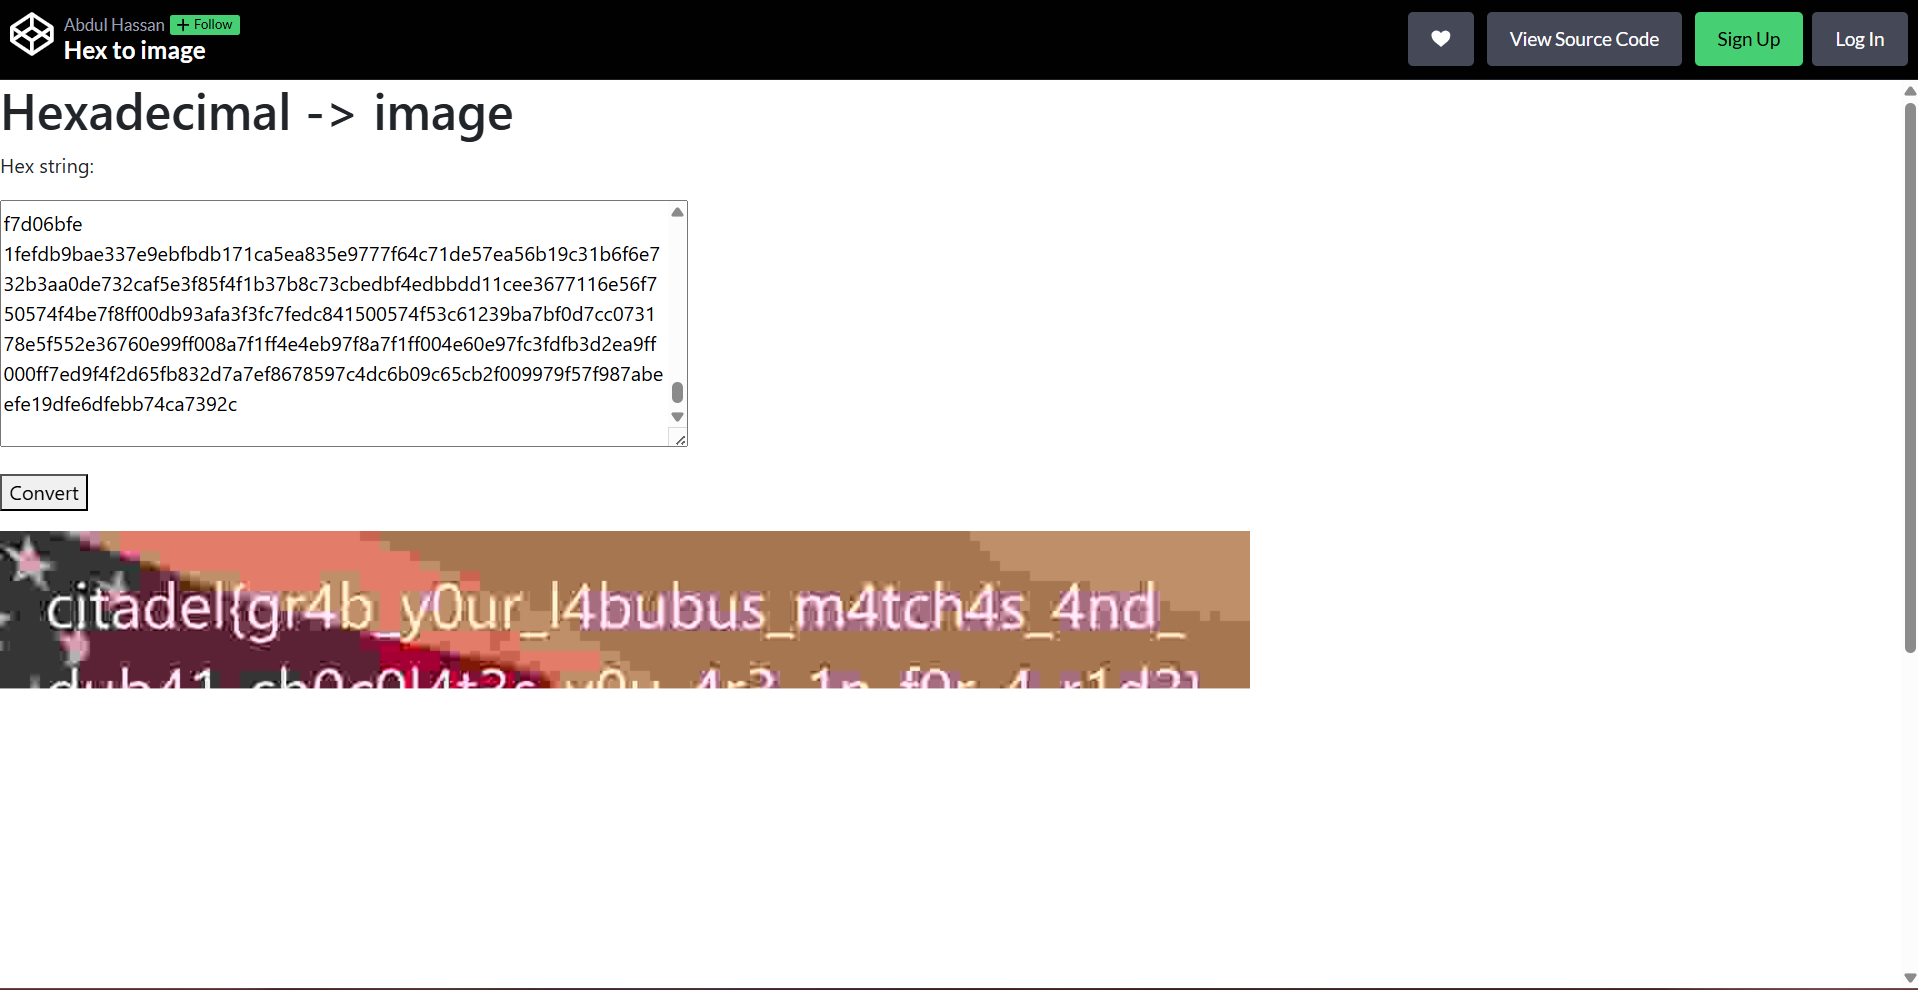 Abdul Hassan
+ Follow
Hex to image
View Source Code
Sign Up
Log In
Hexadecimal -> image
Hex string:
f7d06bfe
1fefdb9bae337e9ebfbdb171ca5ea835e9777f64c71de57ea56b19c31b6f6e7
32b3aa0de732caf5e3f85f4f1b37b8c73cbedbf4edbbdd11cee3677116e56f7
50574f4be7f8ff00db93afa3f3fc7fedc841500574f53c61239ba7bf0d7cc0731
78e5f552e36760e99ff008a7f1ff4e4eb97f8a7f1ff004e60e97fc3fdfb3d2ea9ff
000ff7ed9f4f2d65fb832d7a7ef8678597c4dc6b09c65cb2f009979f57f987abe
efe19dfe6dfebb74ca7392c
Convert
citadel{gr4b_y0ur_l4bubus_m4tch4s_4nd_
dub41_ch0c0l4t3s_y0u_4r3_1n_f0r_4_r1d3}